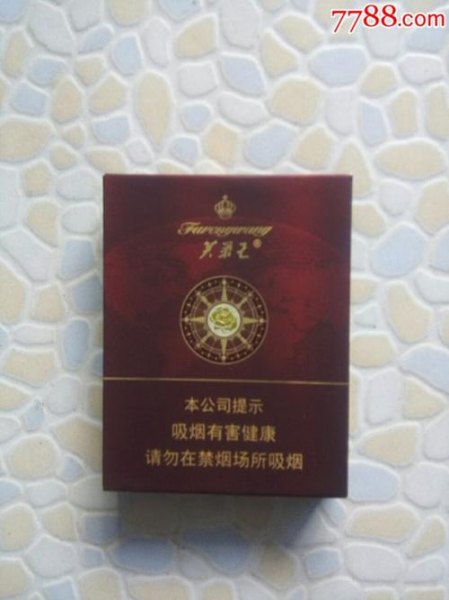 7788.com
Furongwang
芙蓉王®
本公司提示
吸烟有害健康
请勿在禁烟场所吸烟